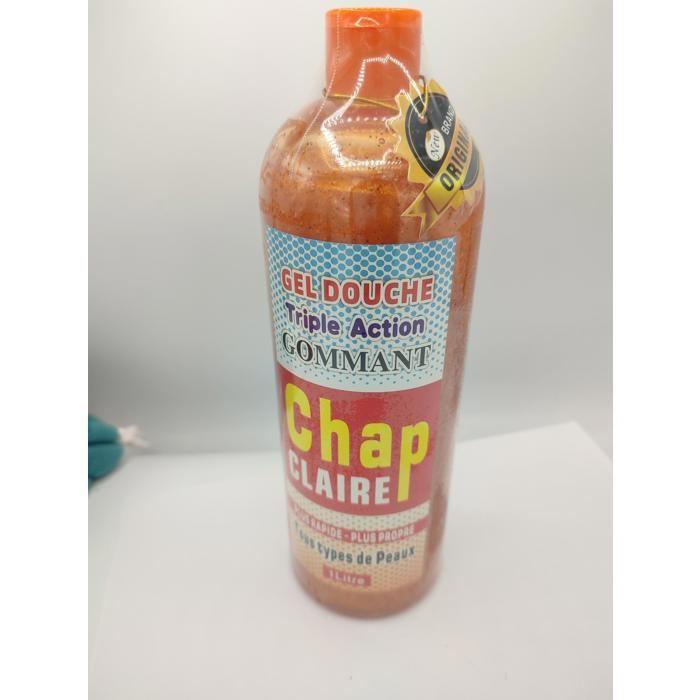 New
BRAND
ORIGINAL
GEL DOUCHE
Triple Action
GOMMANT
Chap
CLAIRE
PLUS RAPIDE - PLUS PROPRE
Tous types de Peaux
1 Litre